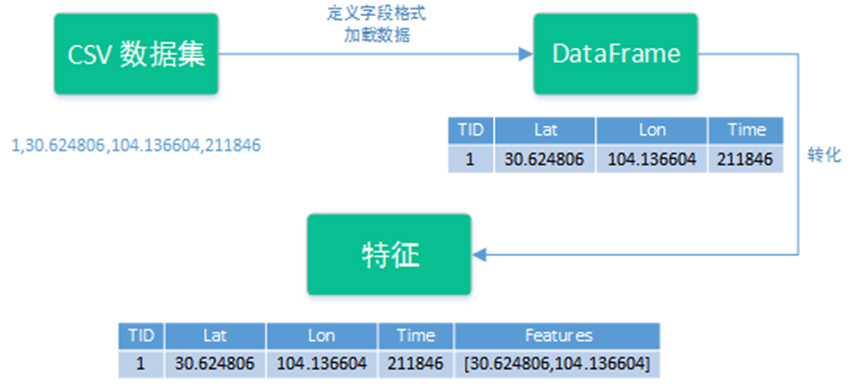 CSV 数据集
定义字段格式
加载数据
DataFrame
1,30.624806,104.136604,211846
TID Lat Lon Time
1 30.624806 104.136604 211846
转化
特征
TID Lat Lon Time Features
1 30.624806 104.136604 211846 [30.624806,104.136604]